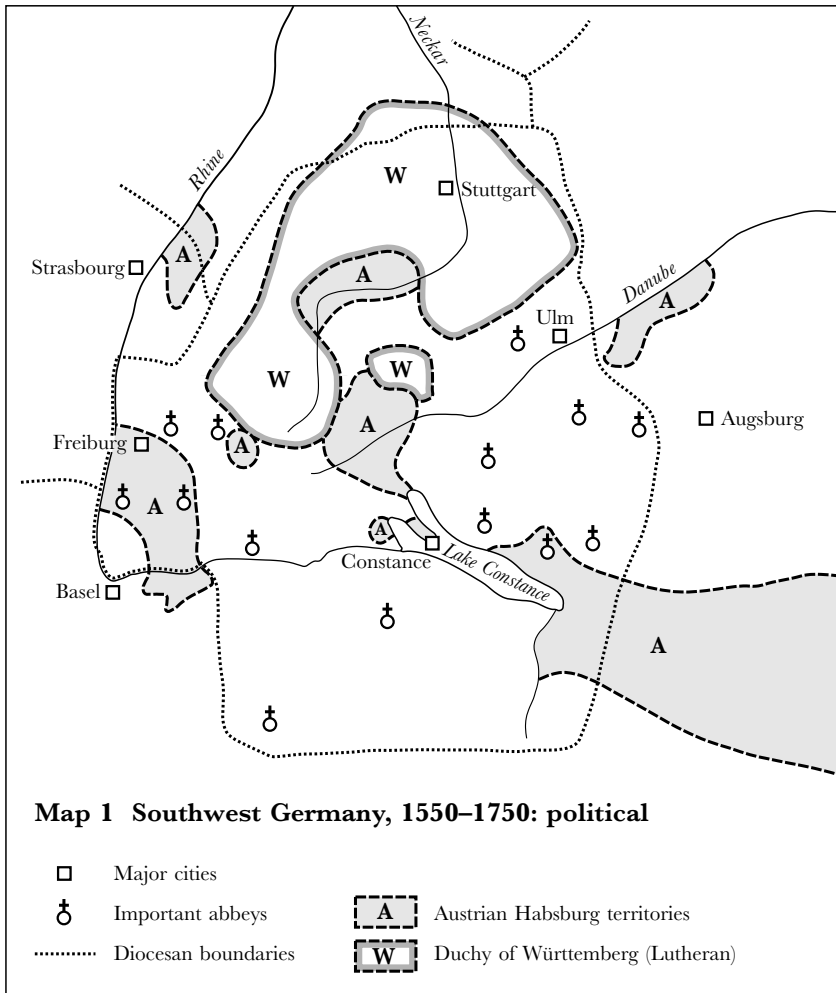 Neckar
Rhine
W
Stuttgart
A
Strasbourg
A
Danube
A
Ulm
W
W
A
Augsburg
Freiburg
A
A
A
Constance
Lake Constance
Basel
A
Map 1 Southwest Germany, 1550–1750: political
Major cities
Important abbeys
A Austrian Habsburg territories
Diocesan boundaries
W Duchy of Württemberg (Lutheran)